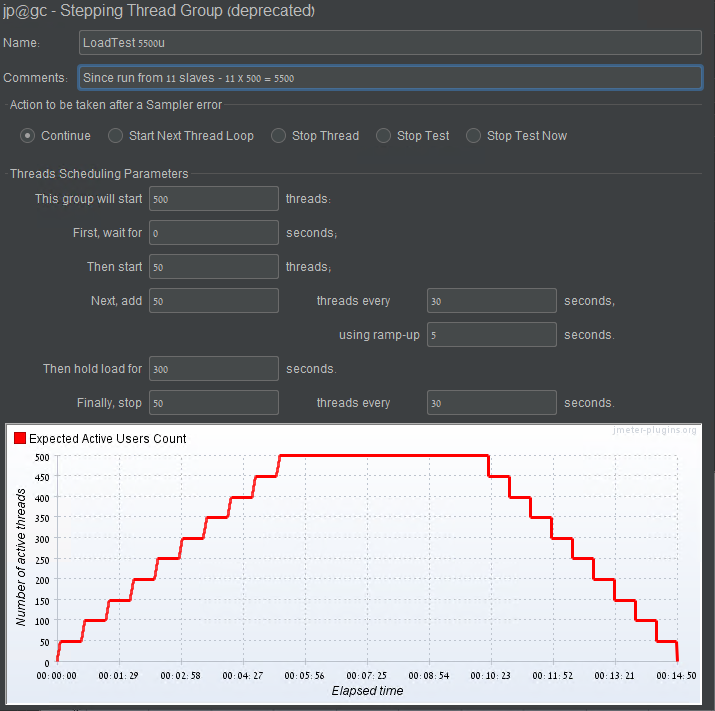 jp@gc - Stepping Thread Group (deprecated)
Name: LoadTest 5500u
Comments: Since run from 11 slaves - 11 X 500 = 5500
Action to be taken after a Sampler error
Continue Start Next Thread Loop Stop Thread Stop Test Stop Test Now
Threads Scheduling Parameters
This group will start 500 threads:
First, wait for 0 seconds;
Then start 50 threads;
Next, add 50 threads every 30 seconds,
using ramp-up 5 seconds.
Then hold load for 300 seconds.
Finally, stop 50 threads every 30 seconds.
jmeter-plugins.org
Expected Active Users Count
Number of active threads
500
450
400
350
300
250
200
150
100
50
0
00:00:00 00:01:29 00:02:58 00:04:27 00:05:56 00:07:25 00:08:54 00:10:23 00:11:52 00:13:21 00:14:50
Elapsed time